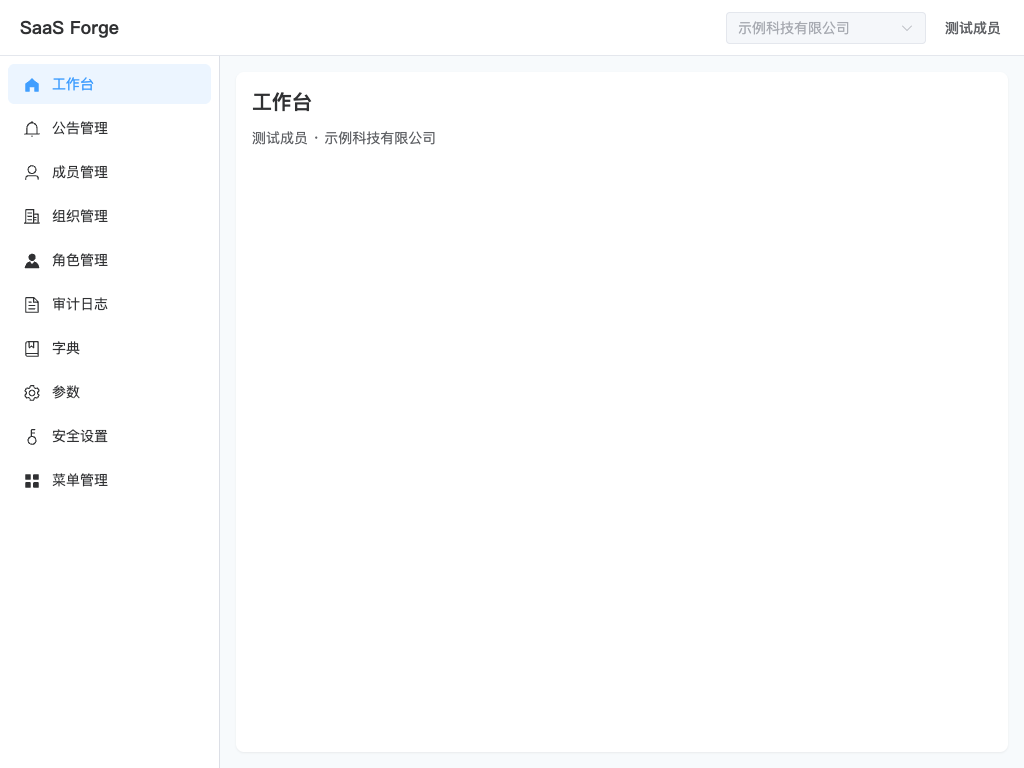 SaaS Forge
示例科技有限公司
测试成员
工作台
公告管理
成员管理
组织管理
角色管理
审计日志
字典
参数
安全设置
菜单管理
工作台
测试成员 · 示例科技有限公司